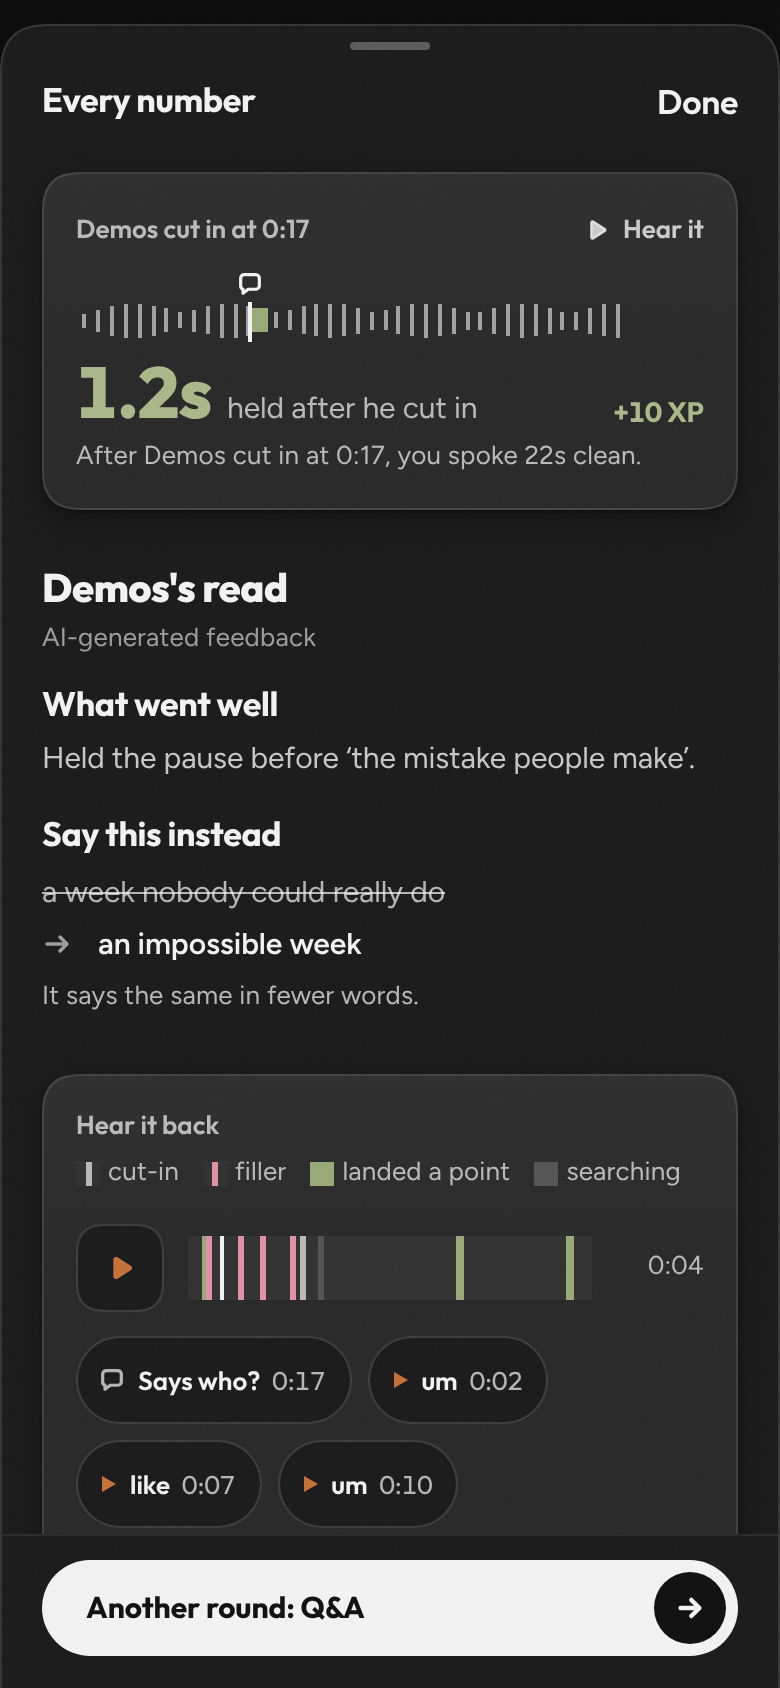 Every number
Done
Demos cut in at 0:17
Hear it
1.2s held after he cut in
+10 XP
After Demos cut in at 0:17, you spoke 22s clean.
Demos's read
AI-generated feedback
What went well
Held the pause before ‘the mistake people make’.
Say this instead
a week nobody could really do
→ an impossible week
It says the same in fewer words.
Hear it back
cut-in filler landed a point searching
0:04
Says who? 0:17
um 0:02
like 0:07
um 0:10
Another round: Q&A